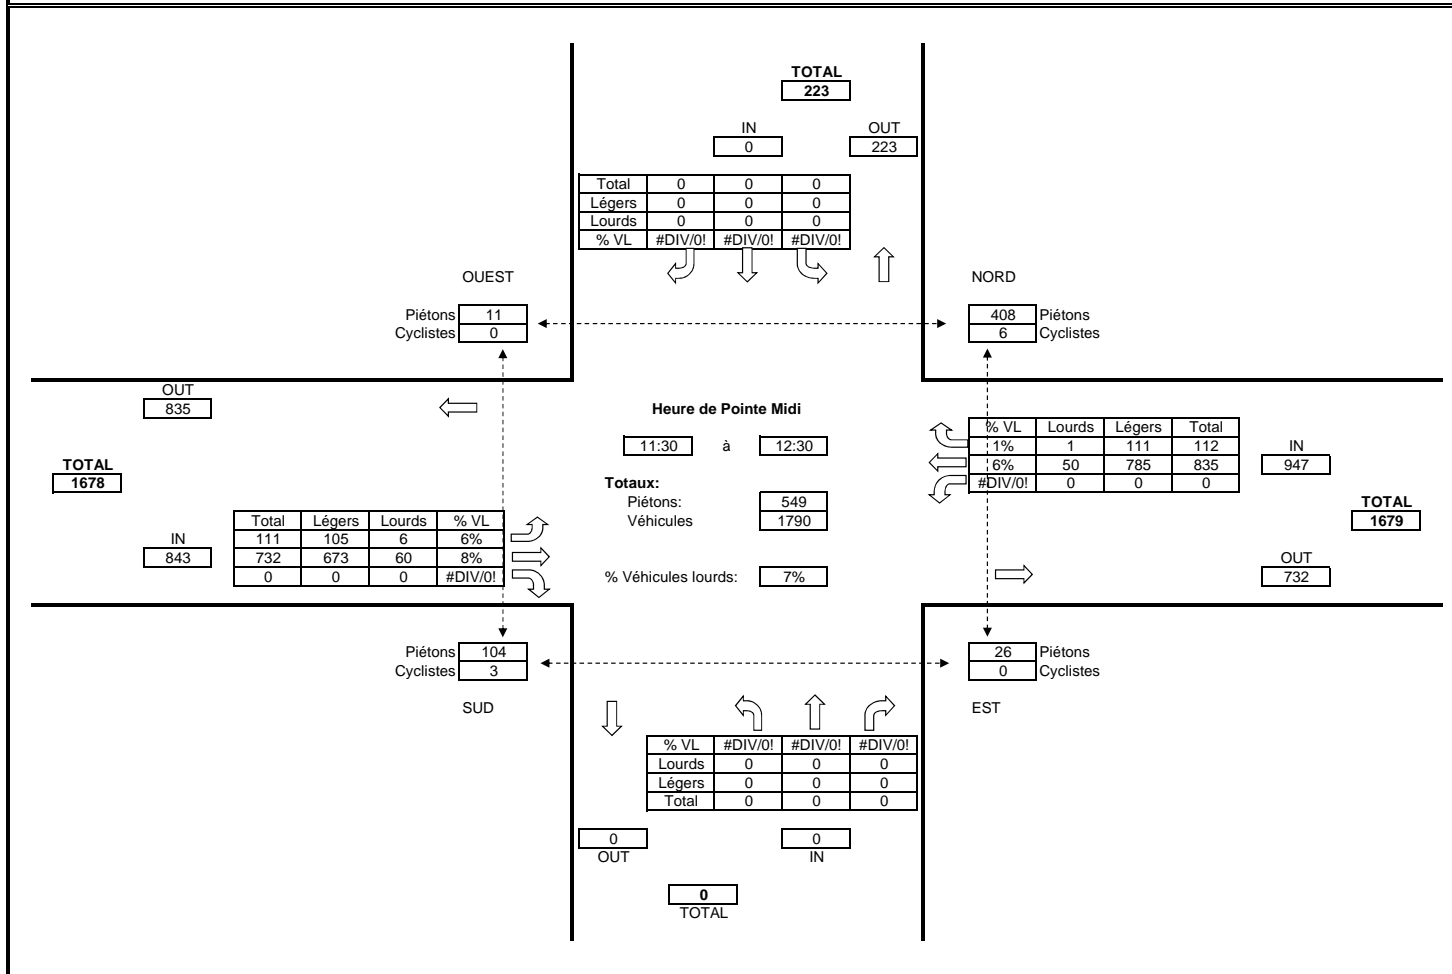 TOTAL
223
IN OUT
0 223
Total 0 0 0
Légers 0 0 0
Lourds 0 0 0
% VL #DIV/0! #DIV/0! #DIV/0!
OUEST NORD
Piétons 11 408 Piétons
Cyclistes 0 6 Cyclistes
OUT
835
Heure de Pointe Midi
11:30 à 12:30
% VL Lourds Légers Total
1% 1 111 112
6% 50 785 835
#DIV/0! 0 0 0
IN
947
TOTAL
1678
Totaux:
Piétons: 549
Véhicules 1790
TOTAL
1679
IN
843
Total Légers Lourds % VL
111 105 6 6%
732 673 60 8%
0 0 0 #DIV/0!
% Véhicules lourds: 7%
OUT
732
Piétons 104 26 Piétons
Cyclistes 3 0 Cyclistes
SUD EST
% VL #DIV/0! #DIV/0! #DIV/0!
Lourds 0 0 0
Légers 0 0 0
Total 0 0 0
0 0
OUT IN
0
TOTAL